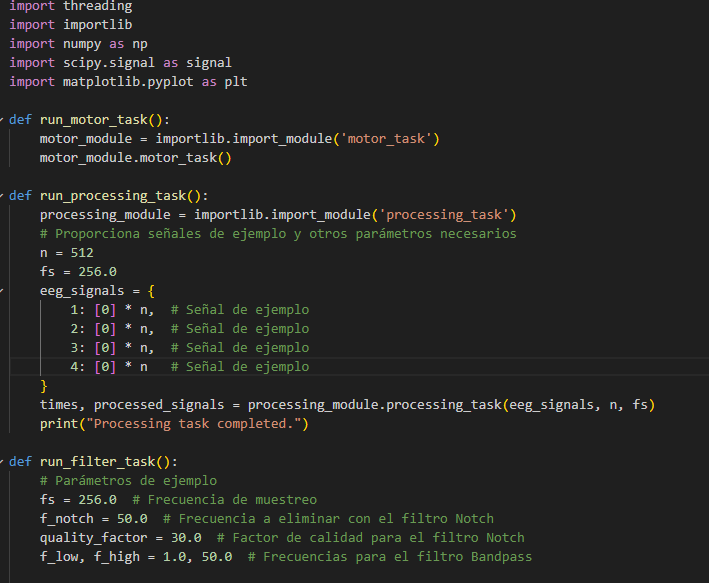 import threading
import importlib
import numpy as np
import scipy.signal as signal
import matplotlib.pyplot as plt

def run_motor_task():
    motor_module = importlib.import_module('motor_task')
    motor_module.motor_task()

def run_processing_task():
    processing_module = importlib.import_module('processing_task')
    # Proporciona señales de ejemplo y otros parámetros necesarios
    n = 512
    fs = 256.0
    eeg_signals = {
        1: [0] * n,  # Señal de ejemplo
        2: [0] * n,  # Señal de ejemplo
        3: [0] * n,  # Señal de ejemplo
        4: [0] * n   # Señal de ejemplo
    }
    times, processed_signals = processing_module.processing_task(eeg_signals, n, fs)
    print("Processing task completed.")

def run_filter_task():
    # Parámetros de ejemplo
    fs = 256.0  # Frecuencia de muestreo
    f_notch = 50.0  # Frecuencia a eliminar con el filtro Notch
    quality_factor = 30.0  # Factor de calidad para el filtro Notch
    f_low, f_high = 1.0, 50.0  # Frecuencias para el filtro Bandpass